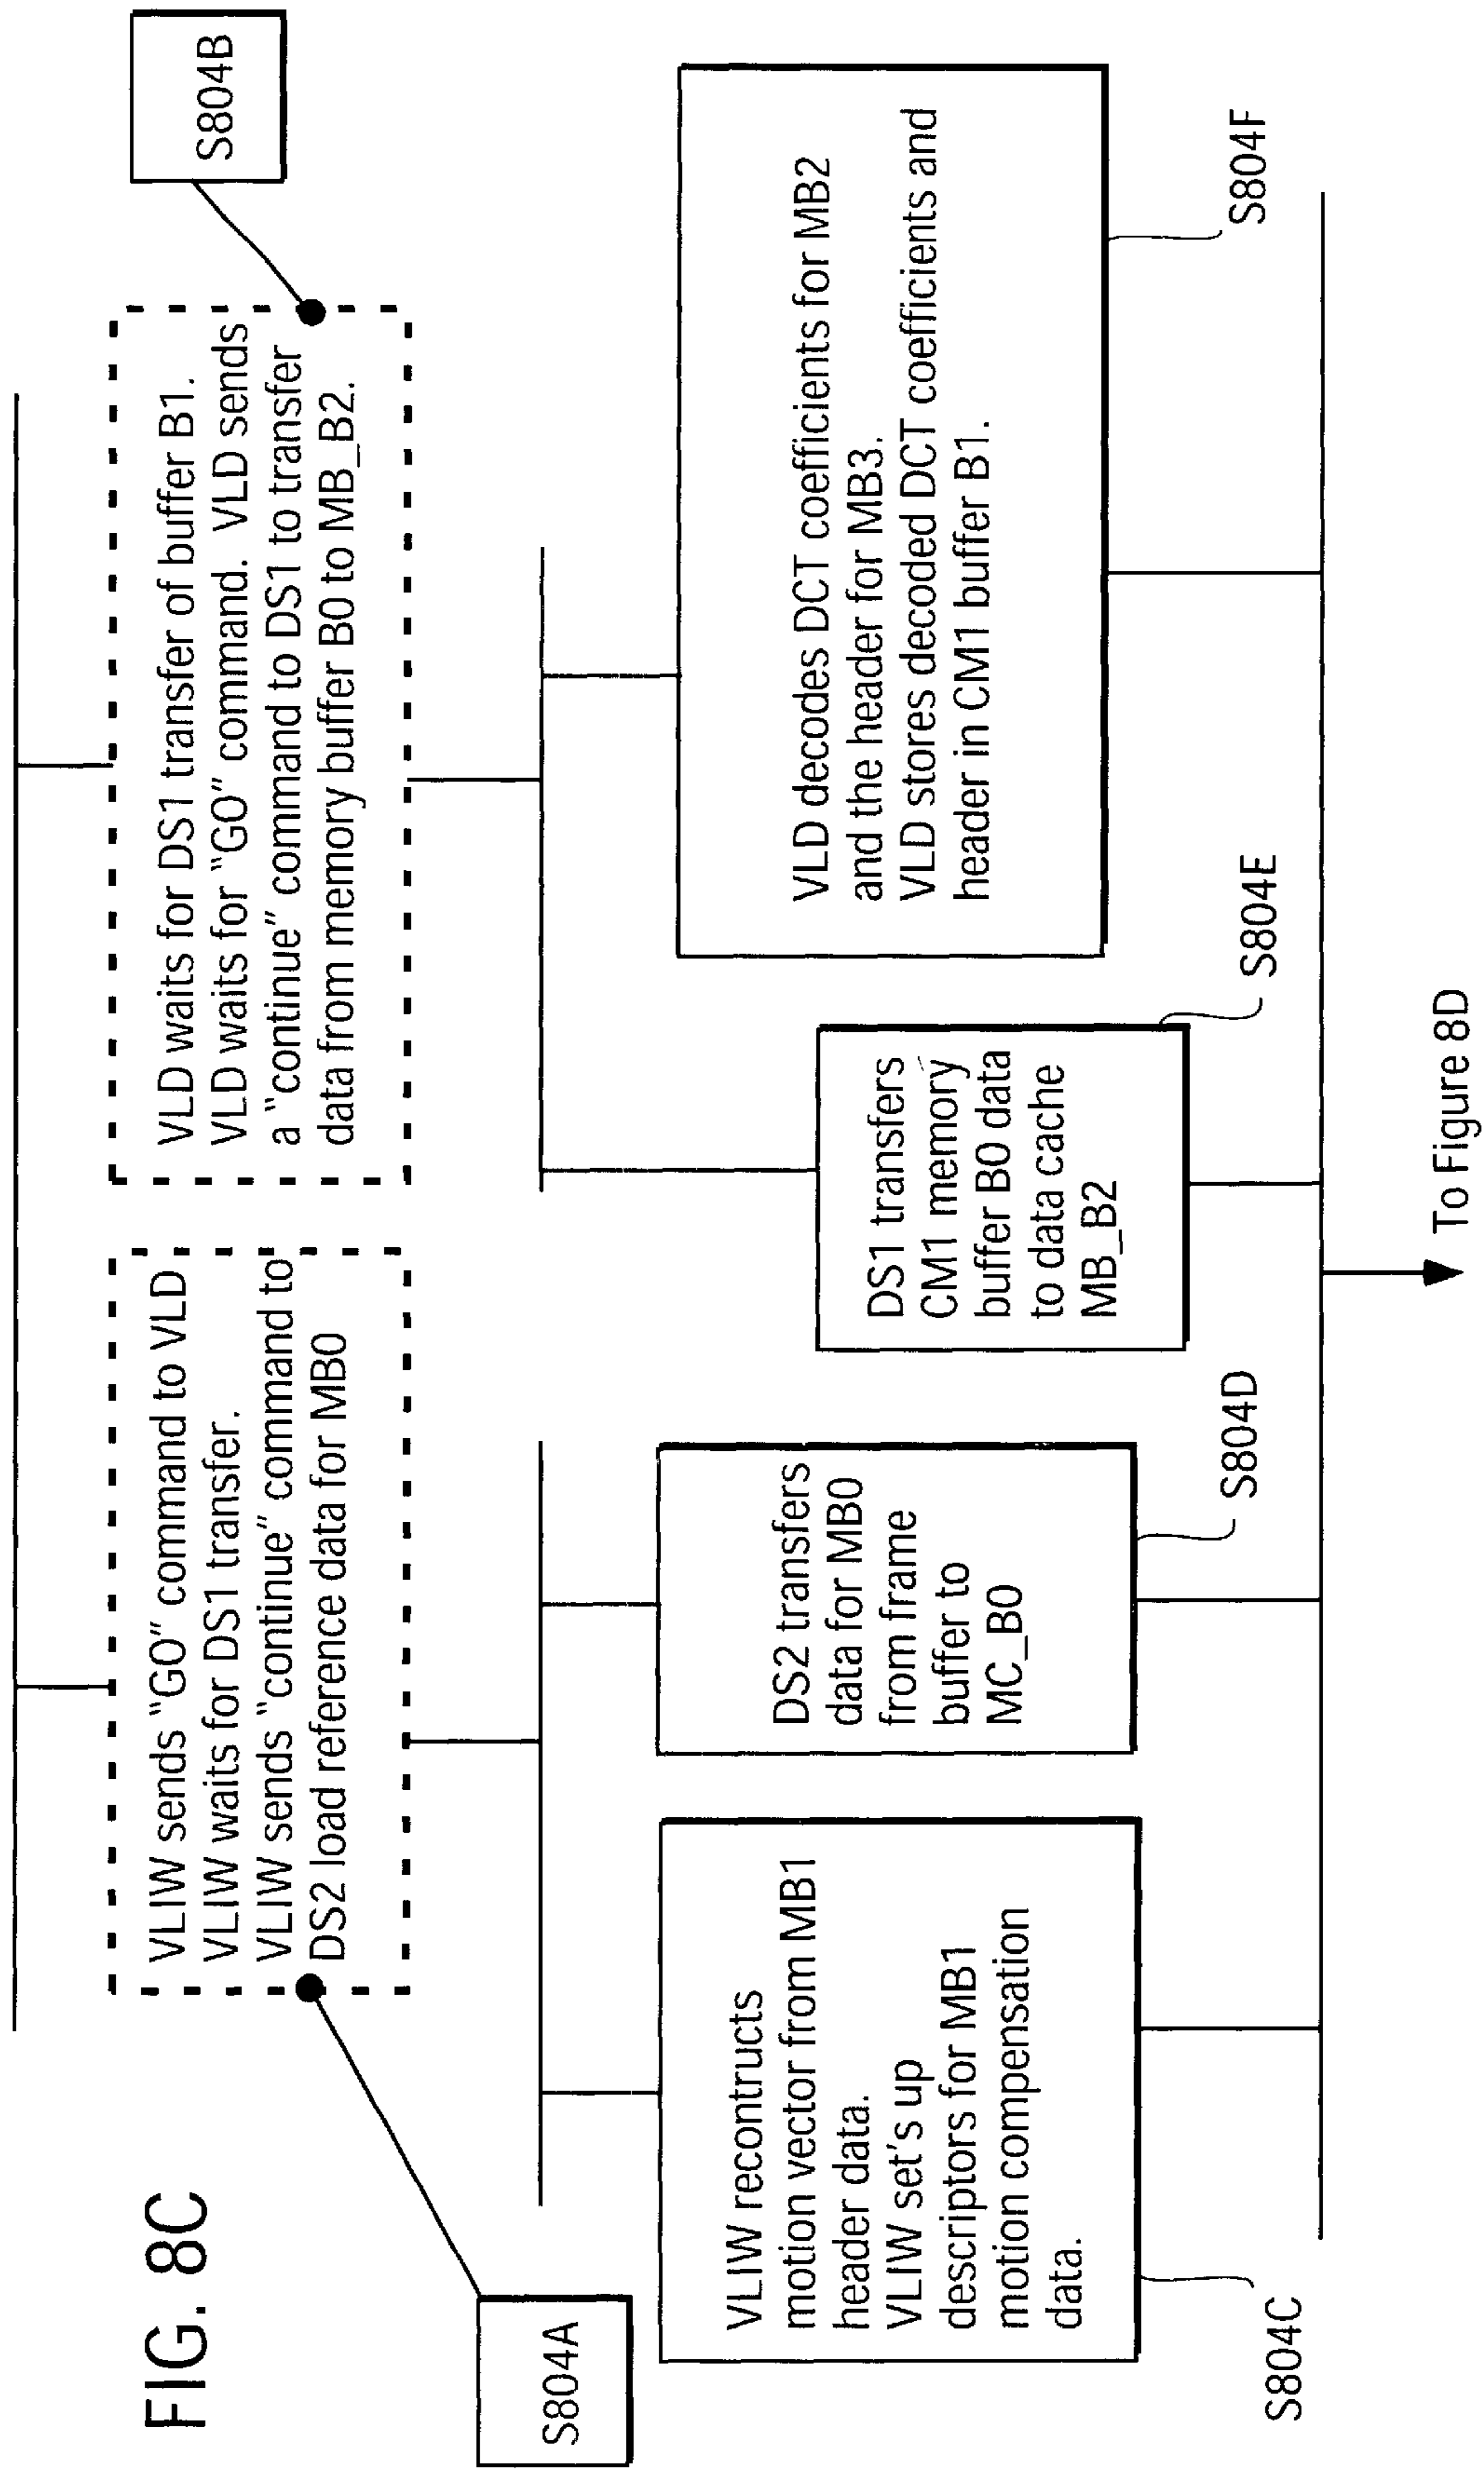 FIG. 8C
S804A
VLIW sends "GO" command to VLD
VLIW waits for DS1 transfer.
VLIW sends "continue" command to
DS2 load reference data for MB0
VLD waits for DS1 transfer of buffer B1.
VLD waits for "GO" command. VLD sends
a "continue" command to DS1 to transfer
data from memory buffer B0 to MB_B2.
S804B
VLIW recontructs
motion vector from MB1
header data.
VLIW set's up
descriptors for MB1
motion compensation
data.
S804C
DS2 transfers
data for MB0
from frame
buffer to
MC_B0
S804D
DS1 transfers
CM1 memory
buffer B0 data
to data cache
MB_B2
S804E
VLD decodes DCT coefficients for MB2
and the header for MB3.
VLD stores decoded DCT coefficients and
header in CM1 buffer B1.
S804F
To Figure 8D